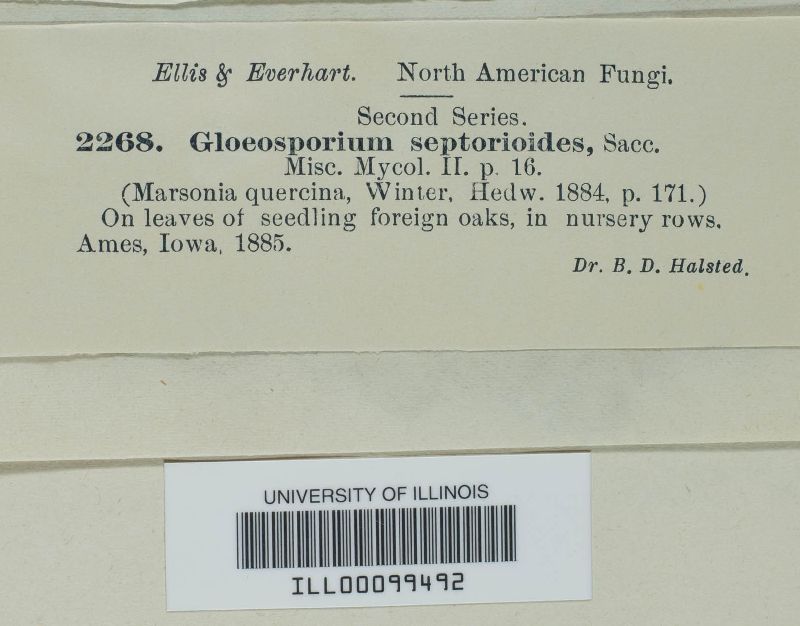 Ellis & Everhart. North American Fungi.
Second Series.
2268. Gloeosporium septorioides, Sacc.
Misc. Mycol. II. p. 16.
(Marsonia quercina, Winter, Hedw. 1884, p. 171.)
On leaves of seedling foreign oaks, in nursery rows.
Ames, Iowa, 1885.
Dr. B. D. Halsted.
UNIVERSITY OF ILLINOIS
ILL00099492